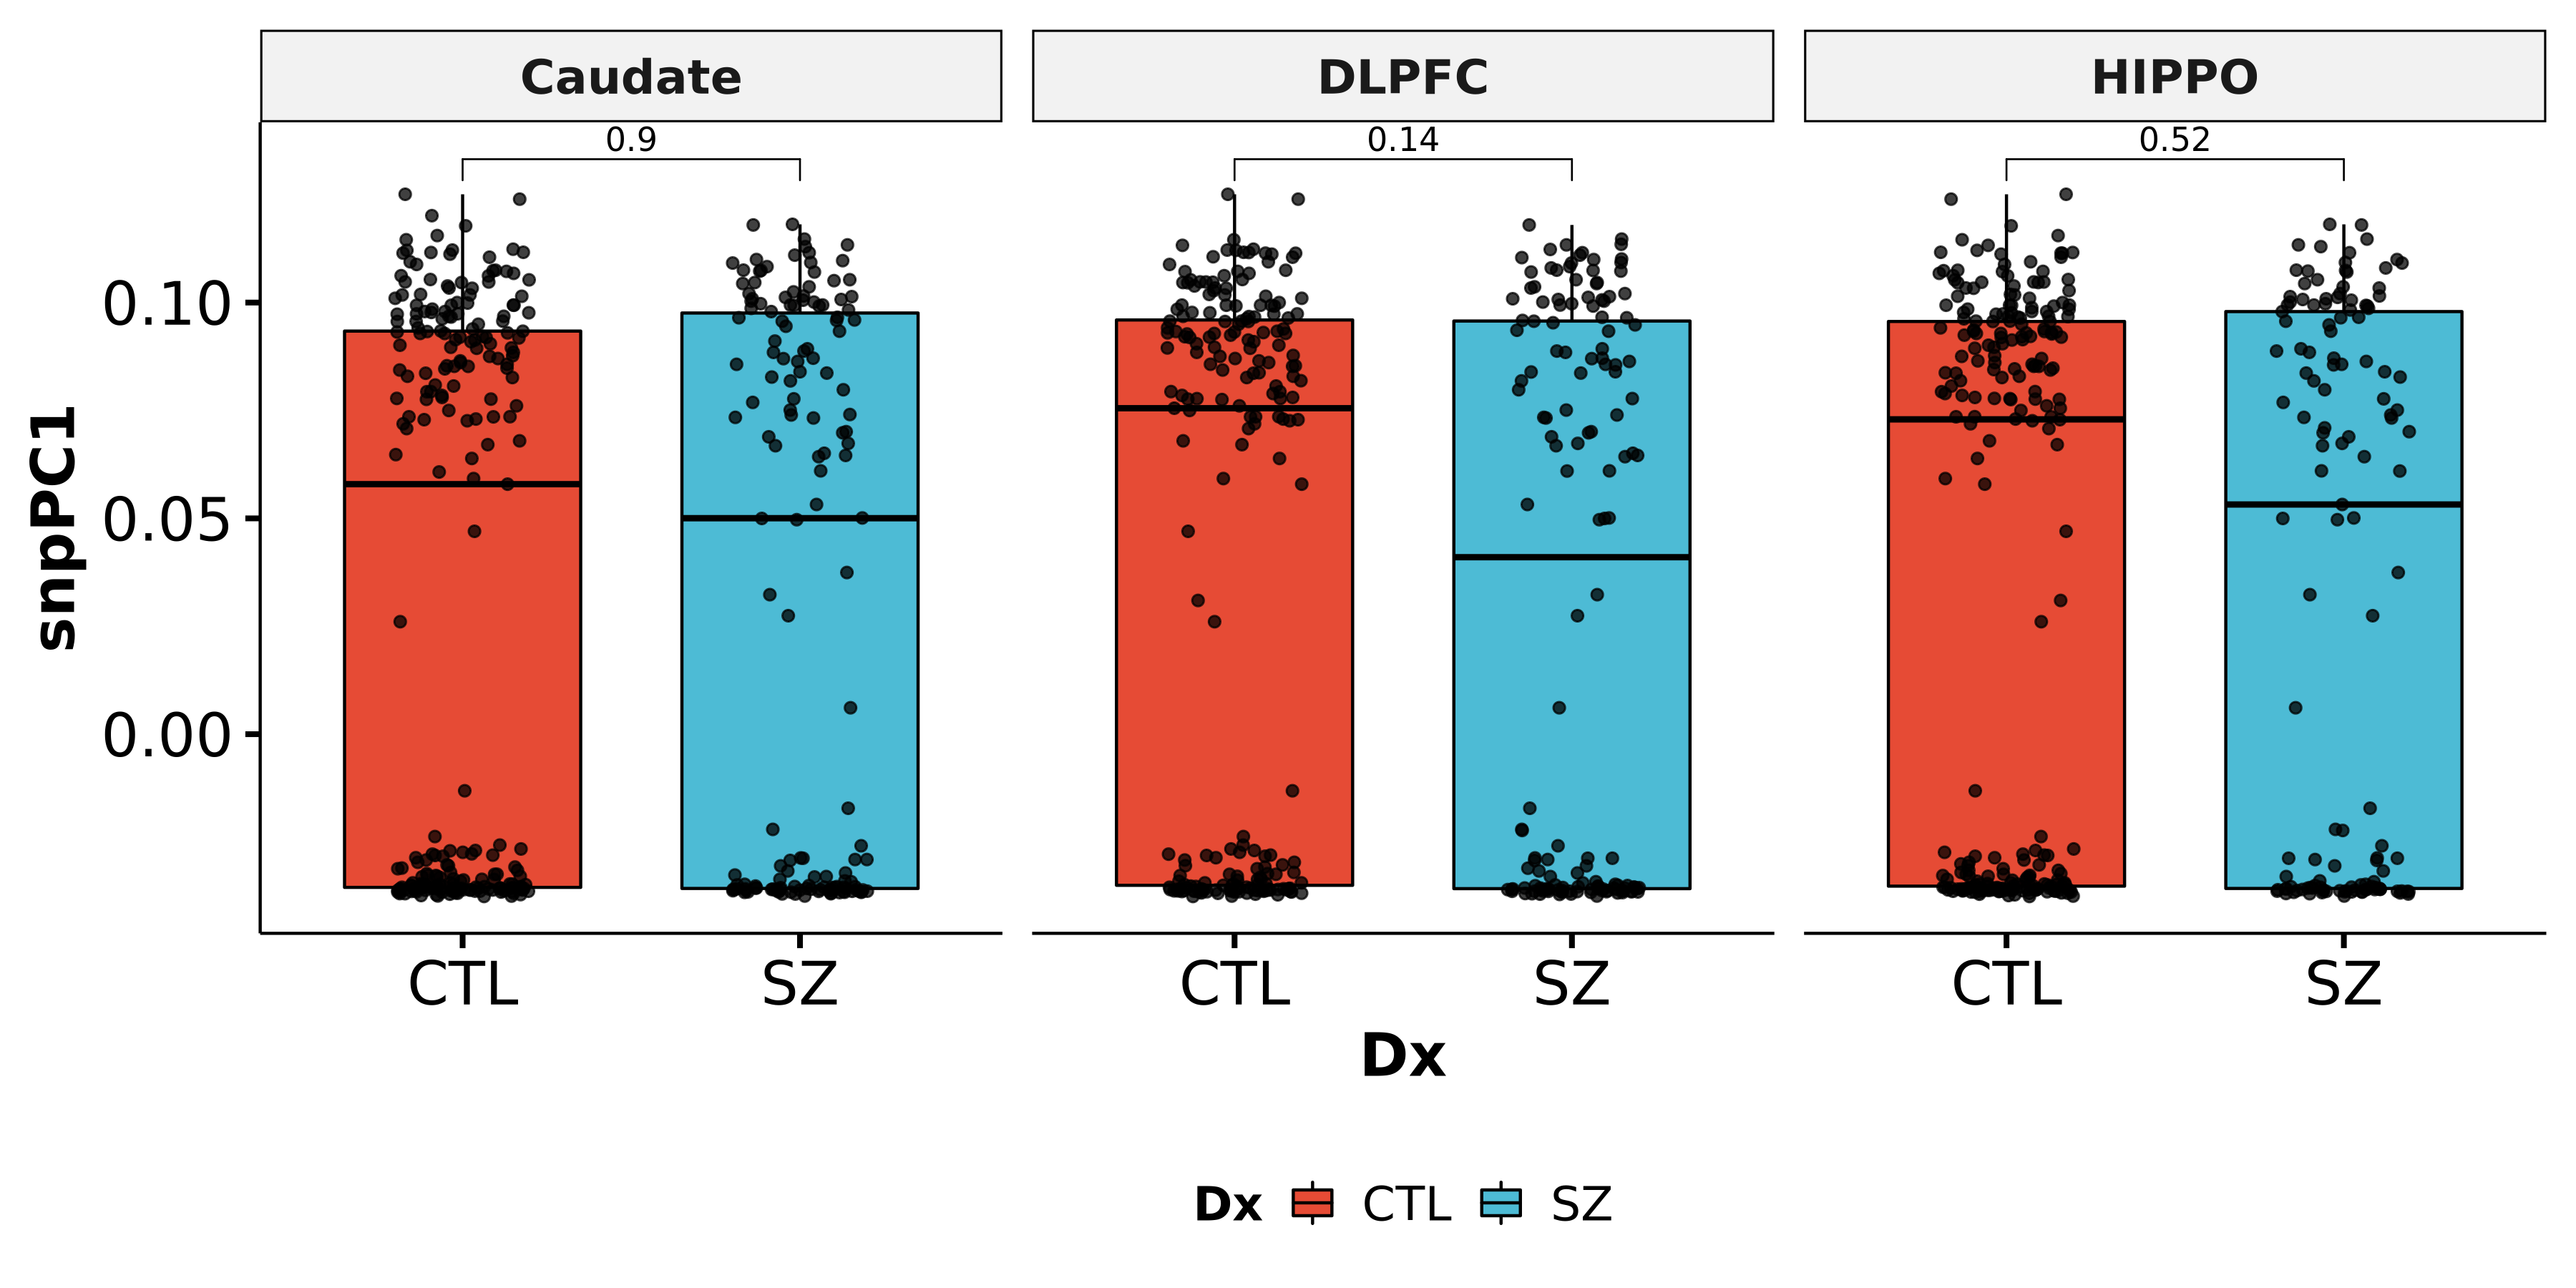 Caudate DLPFC HIPPO
0.9 0.14 0.52
0.10
0.05
0.00
snpPC1
CTL SZ CTL SZ CTL SZ
Dx
Dx CTL SZ